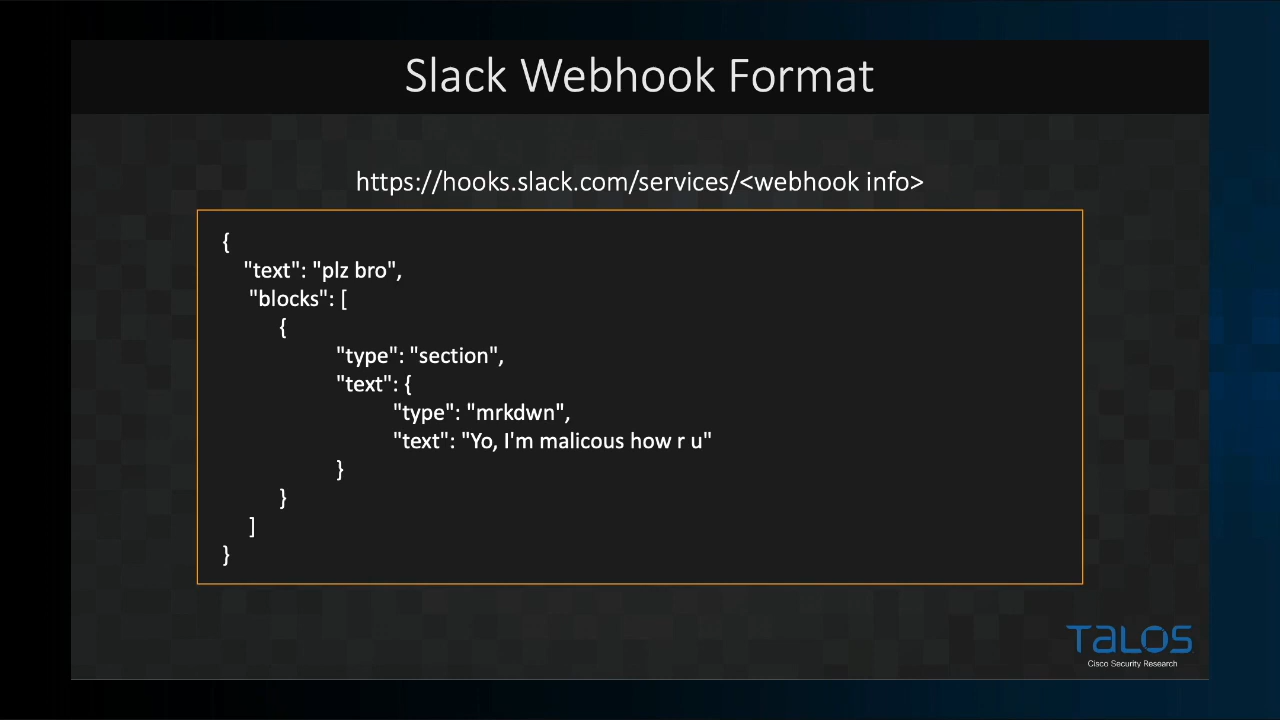 Slack Webhook Format
https://hooks.slack.com/services/<webhook info>
{
"text": "plz bro",
"blocks": [
{
"type": "section",
"text": {
"type": "mrkdwn",
"text": "Yo, I'm malicous how r u"
}
}
]
}
TALOS
Cisco Security Research